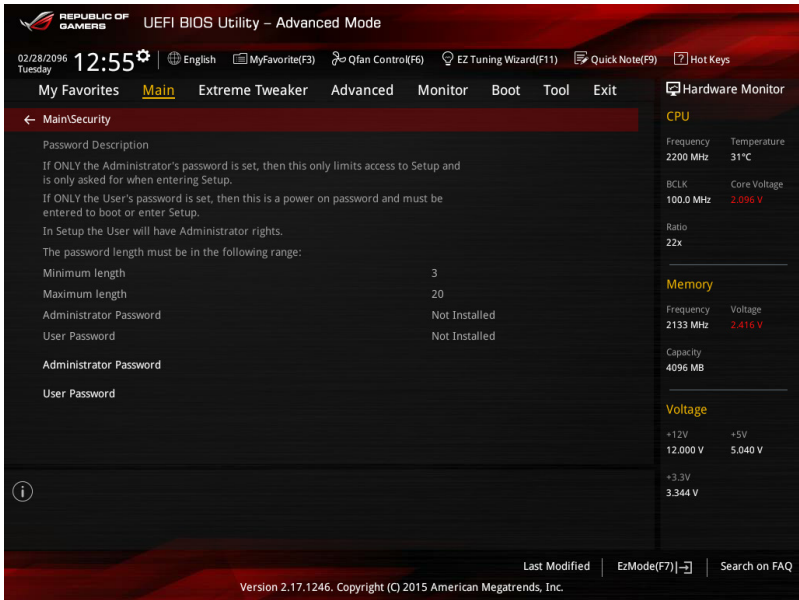 REPUBLIC OF
GAMERS
UEFI BIOS Utility – Advanced Mode
02/28/2096
Tuesday
12:55
English
MyFavorite(F3)
Qfan Control(F6)
EZ Tuning Wizard(F11)
Quick Note(F9)
? Hot Keys
My Favorites Main Extreme Tweaker Advanced Monitor Boot Tool Exit
Main\Security
Password Description
If ONLY the Administrator's password is set, then this only limits access to Setup and
is only asked for when entering Setup.
If ONLY the User's password is set, then this is a power on password and must be
entered to boot or enter Setup.
In Setup the User will have Administrator rights.
The password length must be in the following range:
Minimum length 3
Maximum length 20
Administrator Password Not Installed
User Password Not Installed
Administrator Password
User Password
Hardware Monitor
CPU
Frequency Temperature
2200 MHz 31°C
BCLK Core Voltage
100.0 MHz 2.096 V
Ratio
22x
Memory
Frequency Voltage
2133 MHz 2.416 V
Capacity
4096 MB
Voltage
+12V +5V
12.000 V 5.040 V
+3.3V
3.344 V
i
Last Modified
EzMode(F7)
Search on FAQ
Version 2.17.1246. Copyright (C) 2015 American Megatrends, Inc.